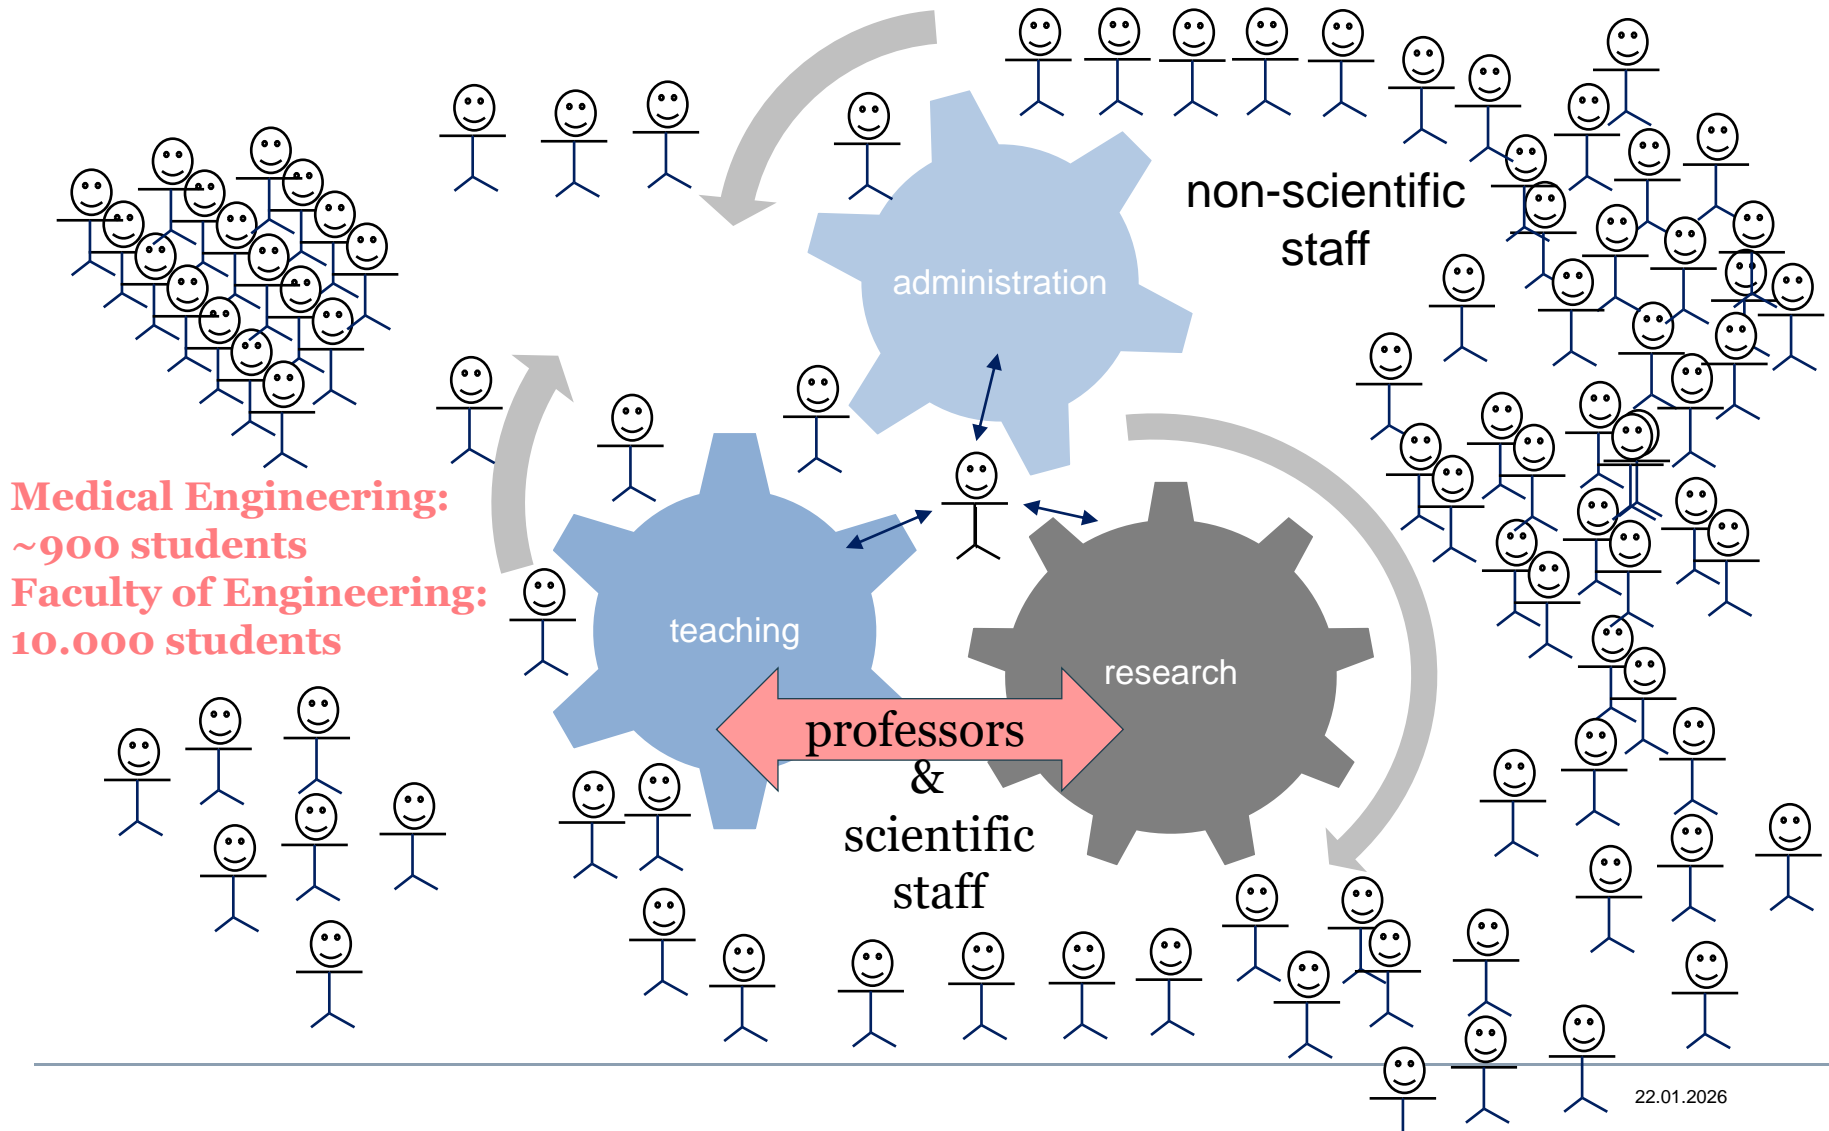 non-scientific
staff
administration
Medical Engineering:
~900 students
Faculty of Engineering:
10.000 students
teaching
research
professors
&
scientific
staff
22.01.2026